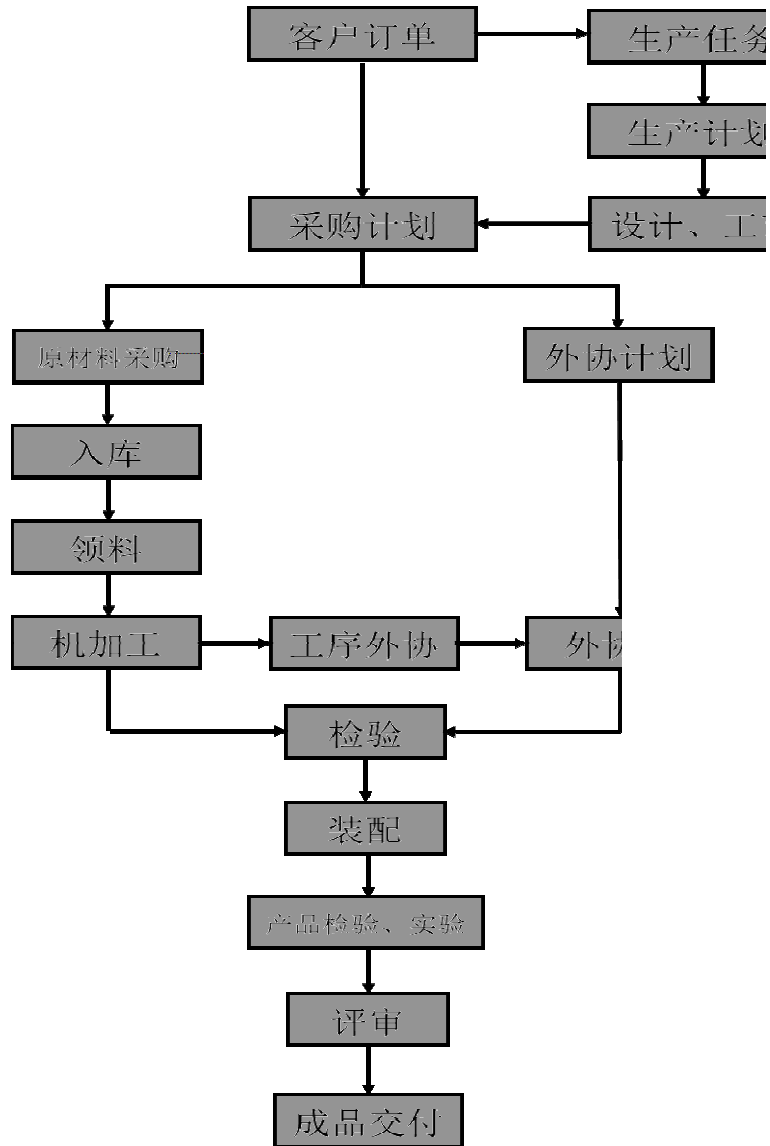 客户订单
生产任务
生产计划
采购计划
设计、工
原材料采购
外协计划
入库
领料
机加工
工序外协
外
检验
装配
产品检验、实验
评审
成品交付